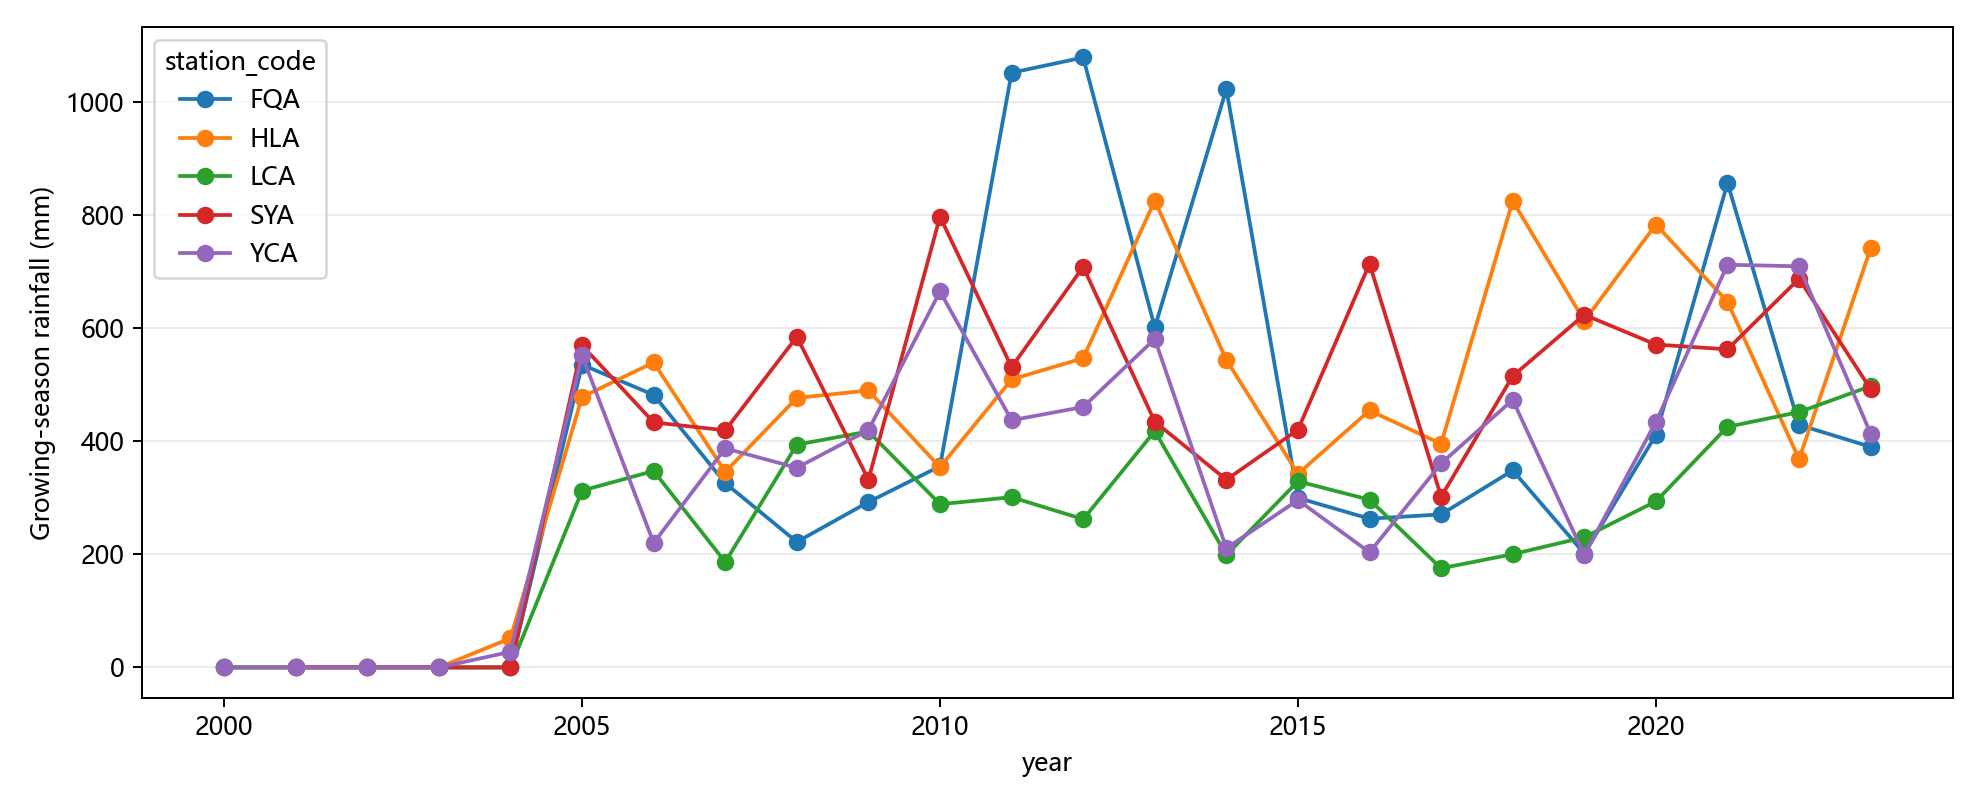 station_code
FQA
HLA
LCA
SYA
YCA
Growing-season rainfall (mm)
1000
800
600
400
200
0
2000 2005 2010 2015 2020
year